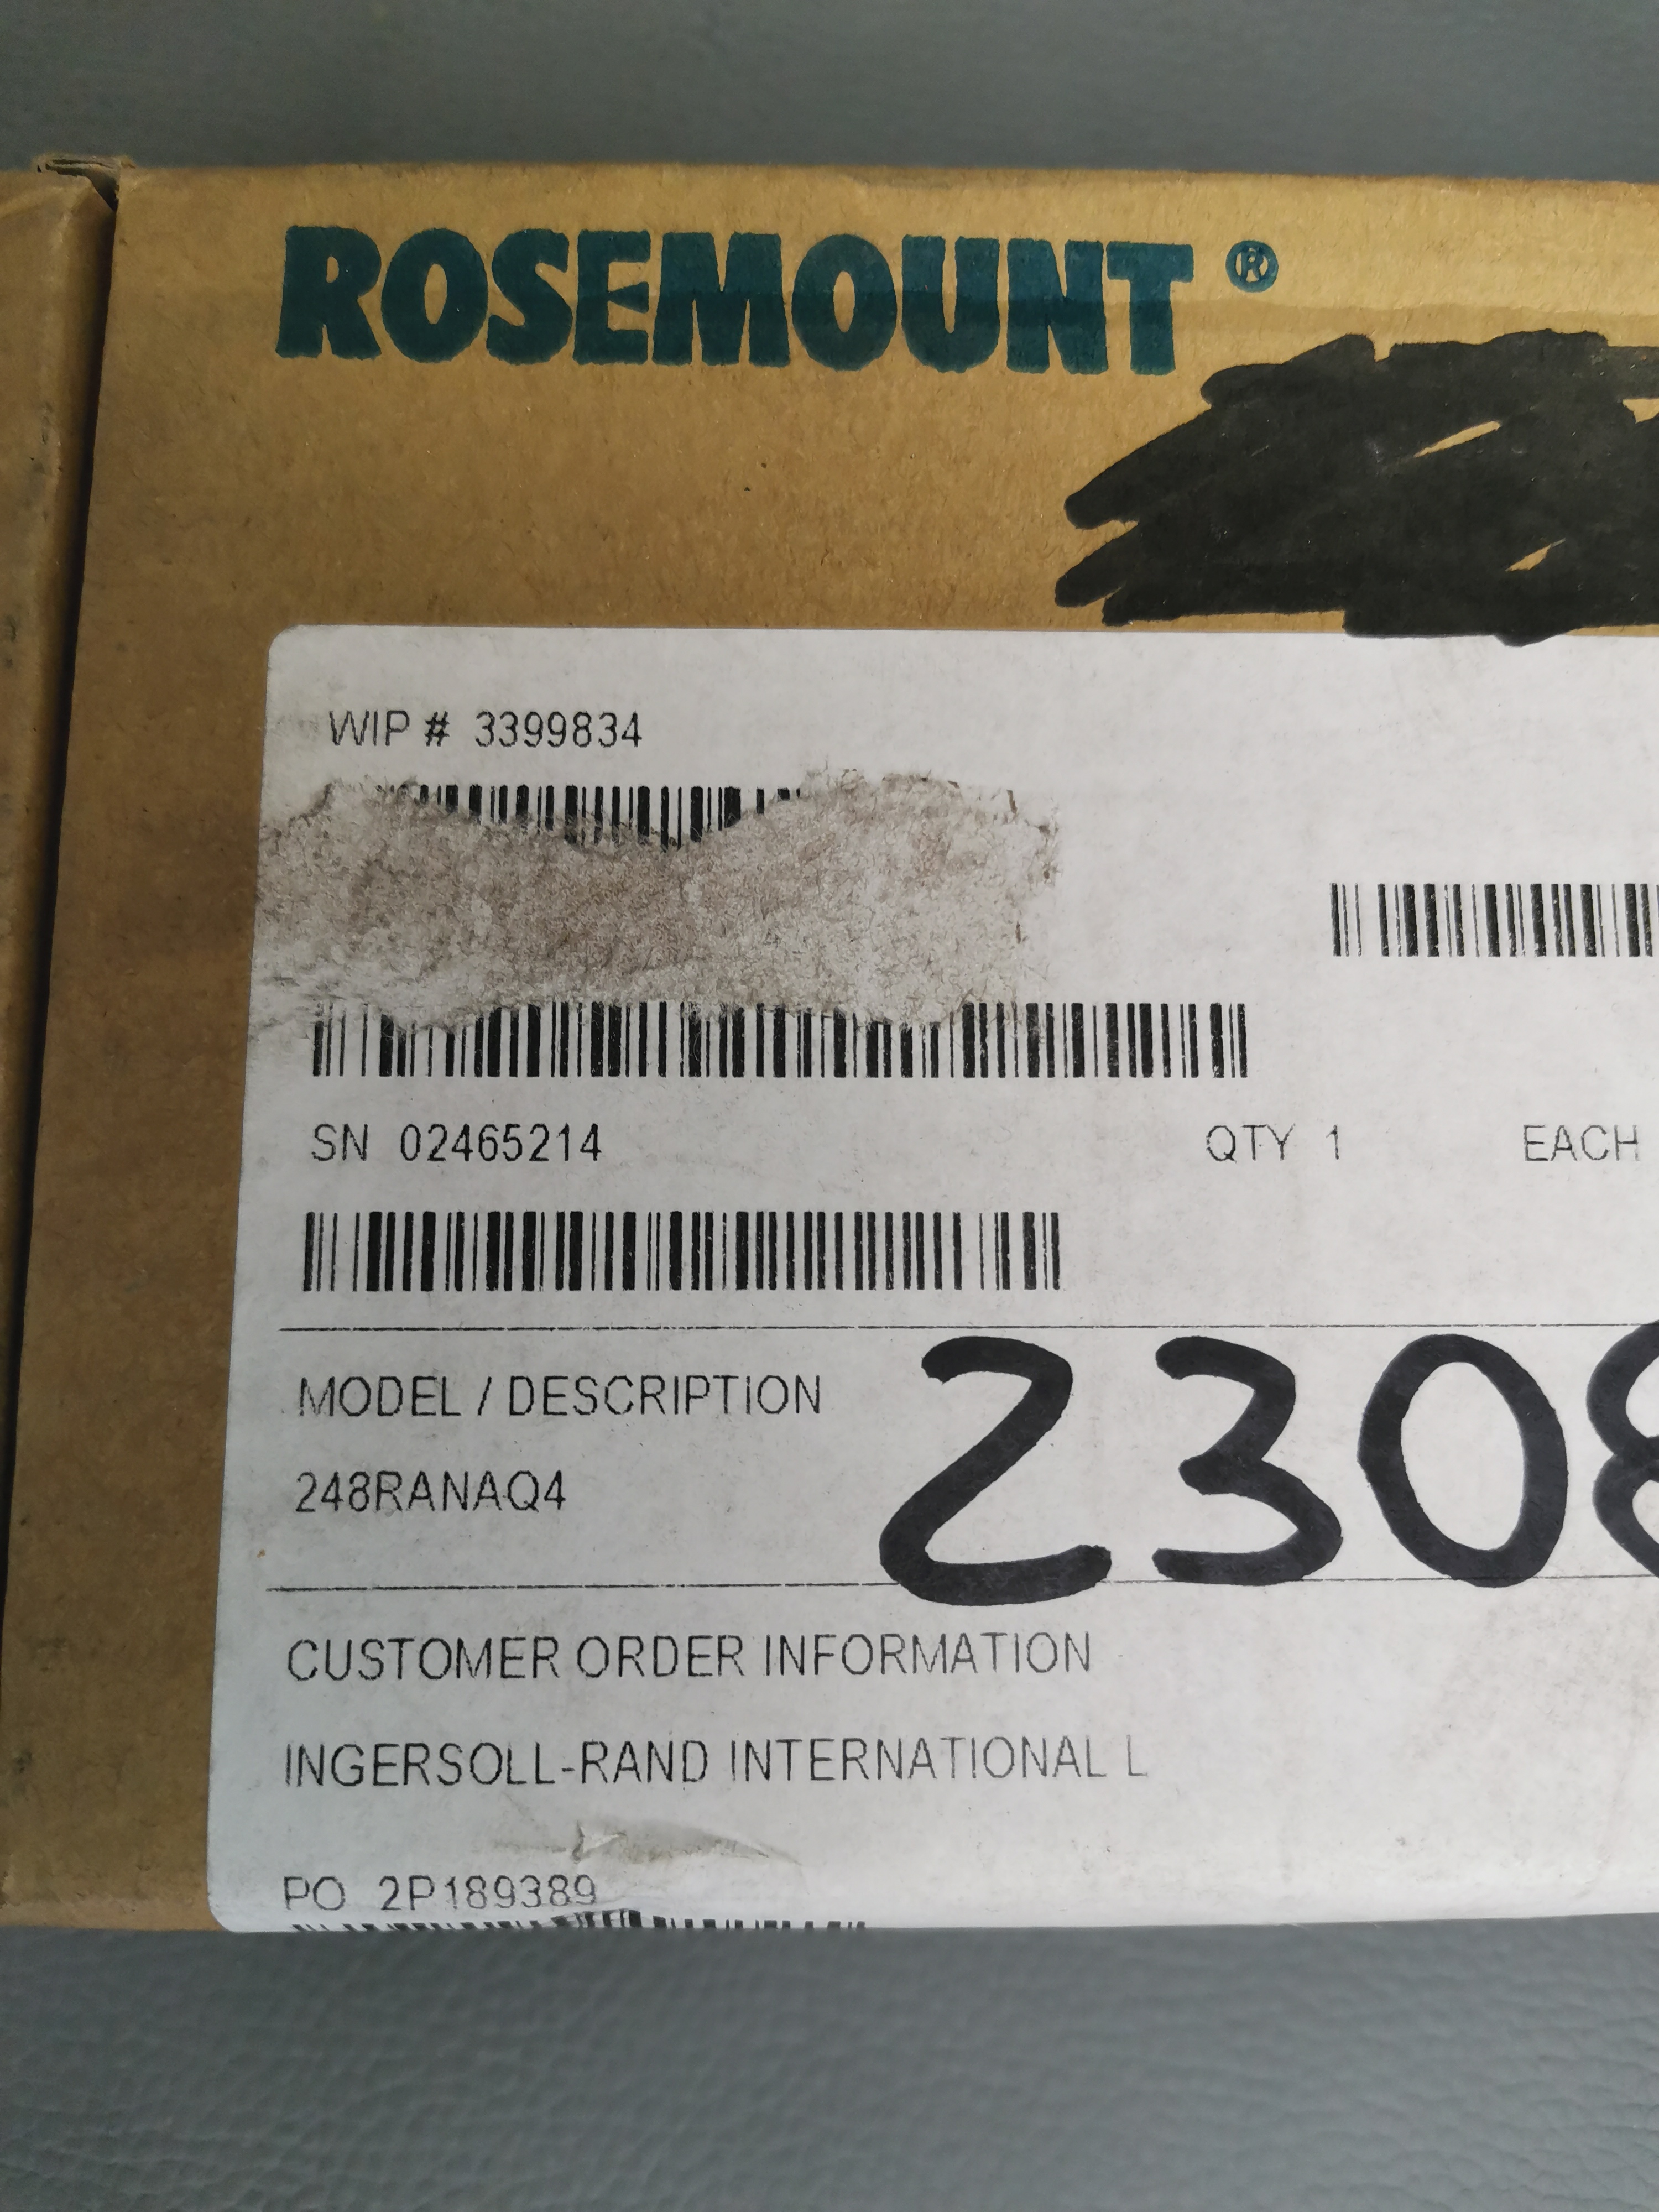 ROSEMOUNT ®
WIP # 3399834
SN 02465214 QTY 1 EACH
MODEL / DESCRIPTION
248RANAQ4
2308
CUSTOMER ORDER INFORMATION
INGERSOLL-RAND INTERNATIONAL L
PO 2P189389